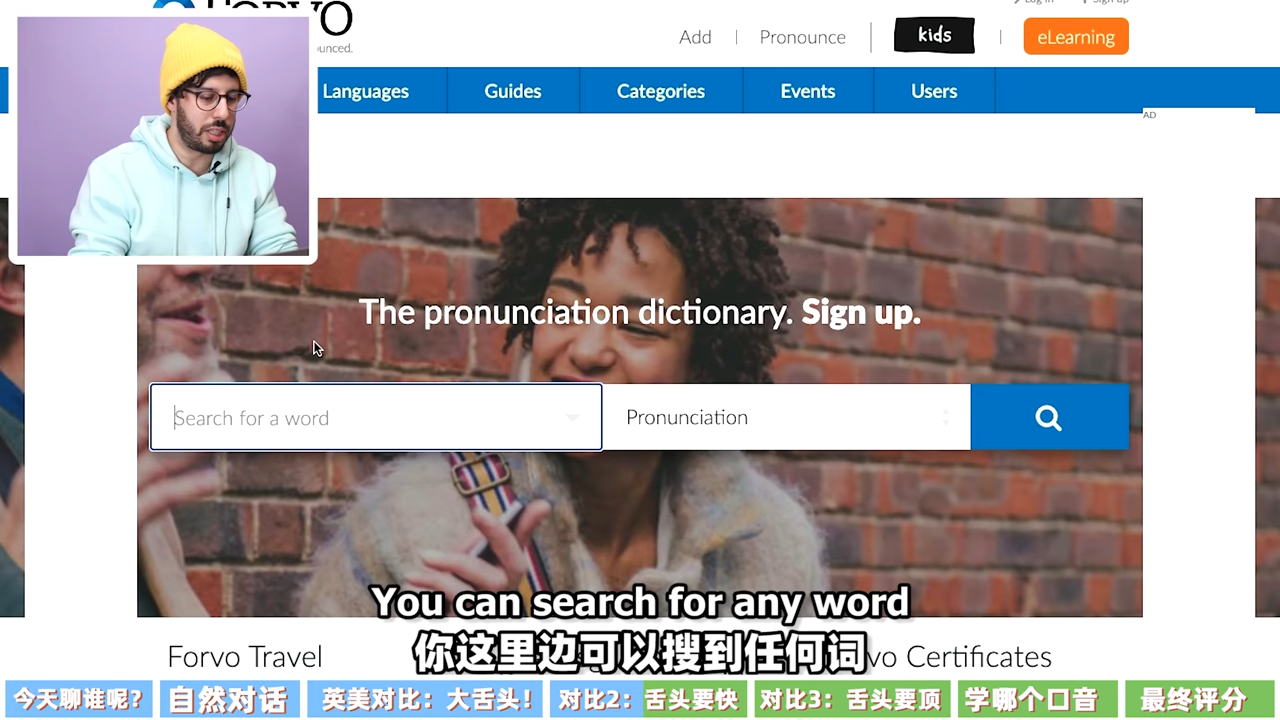 FORVO
Log in
Sign up
ounced.
Add
Pronounce
kids
eLearning
Languages
Guides
Categories
Events
Users
AD
The pronunciation dictionary. Sign up.
Search for a word
Pronunciation
You can search for any word
你这里边可以搜到任何词
Forvo Travel
vo Certificates
今天聊谁呢?
自然对话
英美对比：大舌头!
对比2：舌头要快
对比3：舌头要顶
学哪个口音
最终评分